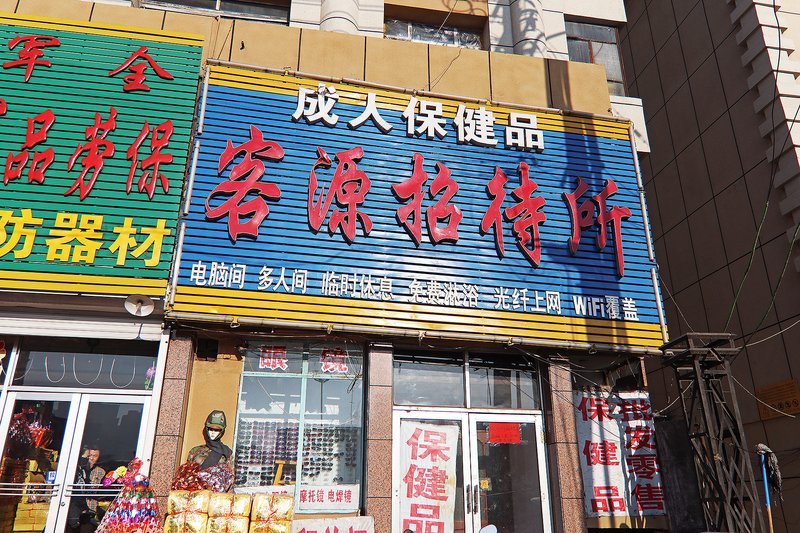 军 全
品劳保
防器材
成人保健品
客源招待所
电脑间 多人间 临时休息 免费淋浴 光纤上网 WiFi覆盖
眼 镜
摩托镜 电焊镜
保健品
保健品
批发零售